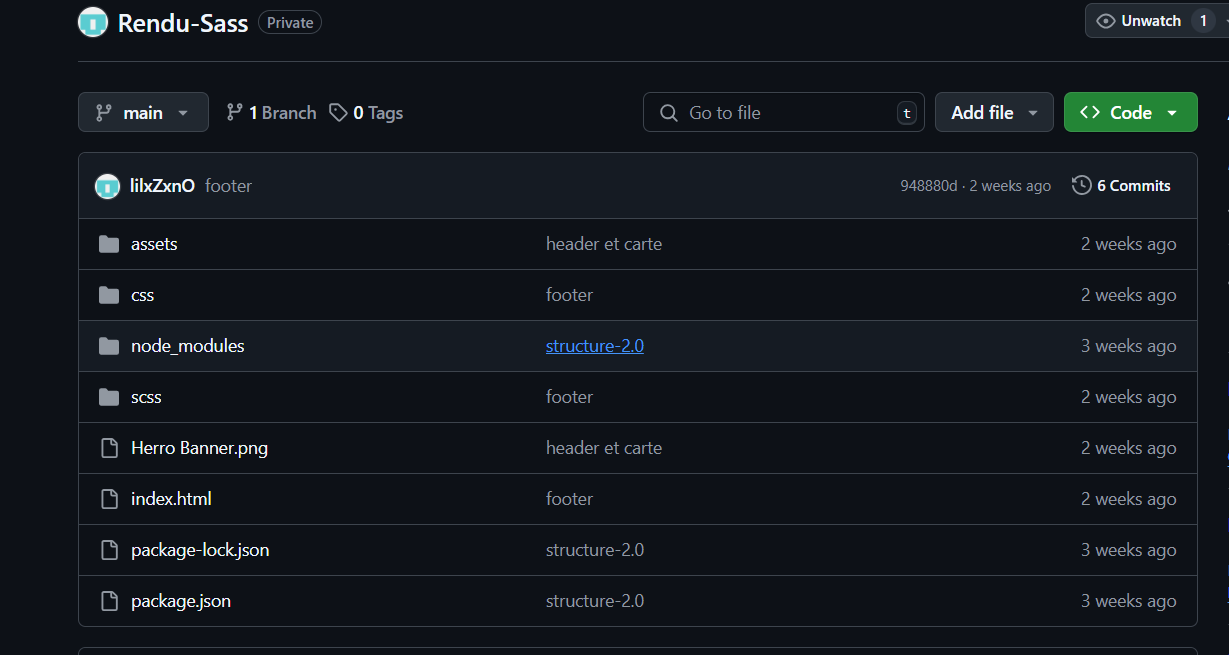 Rendu-Sass Private Unwatch 1
main 1 Branch 0 Tags Go to file t Add file Code
lilxZxnO footer 948880d · 2 weeks ago 6 Commits
assets header et carte 2 weeks ago
css footer 2 weeks ago
node_modules structure-2.0 3 weeks ago
scss footer 2 weeks ago
Herro Banner.png header et carte 2 weeks ago
index.html footer 2 weeks ago
package-lock.json structure-2.0 3 weeks ago
package.json structure-2.0 3 weeks ago